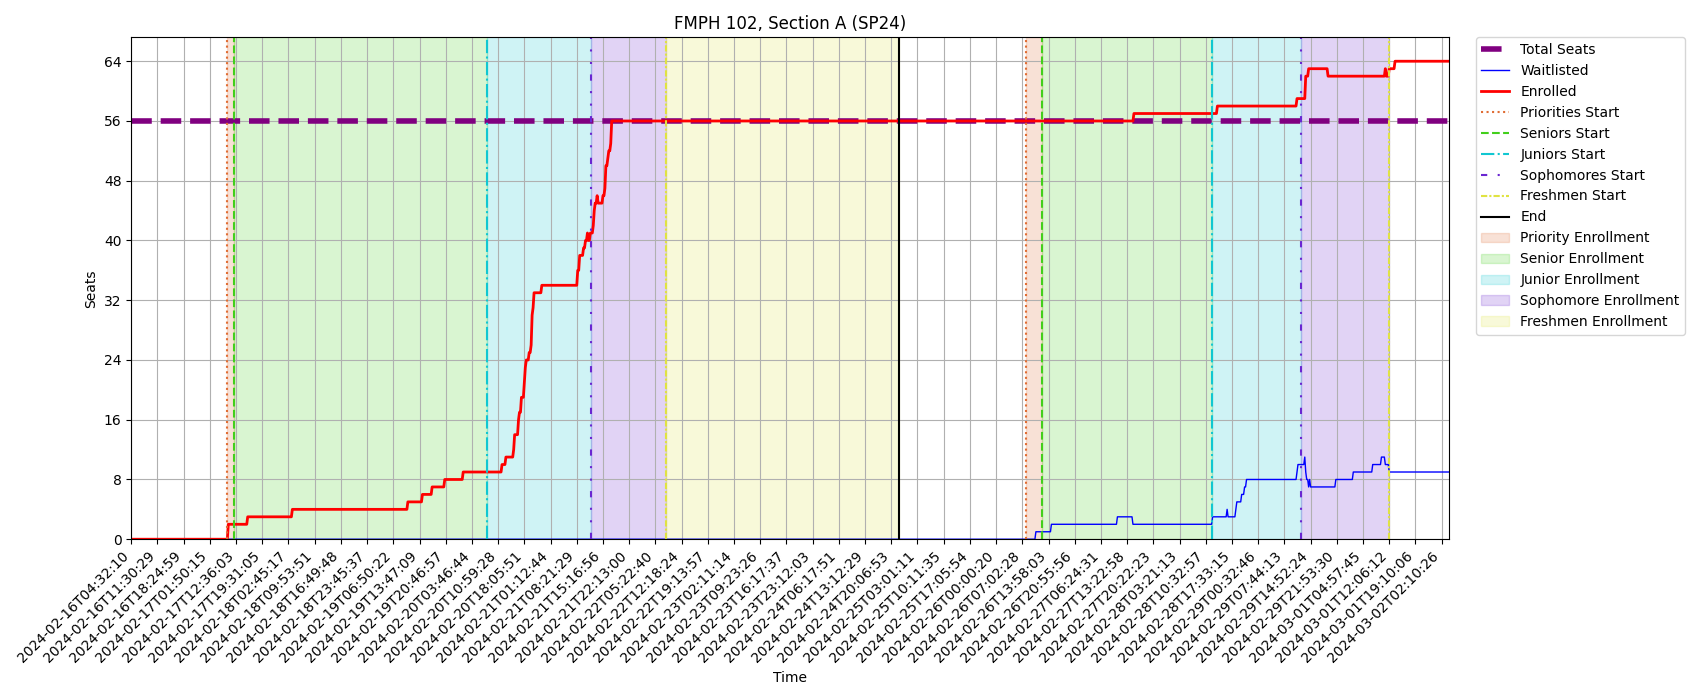 FMPH 102, Section A (SP24)
Seats
64
56
48
40
32
24
16
8
0
2024-02-16T04:32:10
2024-02-16T11:30:29
2024-02-16T18:24:59
2024-02-17T01:50:15
2024-02-17T12:36:03
2024-02-17T19:31:05
2024-02-18T02:45:17
2024-02-18T09:53:51
2024-02-18T16:49:48
2024-02-18T23:45:37
2024-02-19T06:50:22
2024-02-19T13:47:09
2024-02-19T20:46:57
2024-02-20T03:46:44
2024-02-20T10:59:28
2024-02-20T18:05:51
2024-02-21T01:12:44
2024-02-21T08:21:29
2024-02-21T15:16:56
2024-02-21T22:13:00
2024-02-22T05:22:40
2024-02-22T12:18:24
2024-02-22T19:13:57
2024-02-23T02:11:14
2024-02-23T09:23:26
2024-02-23T16:17:37
2024-02-23T23:12:03
2024-02-24T06:17:51
2024-02-24T13:12:29
2024-02-24T20:06:53
2024-02-25T03:01:11
2024-02-25T10:11:35
2024-02-25T17:05:54
2024-02-26T00:00:20
2024-02-26T07:02:28
2024-02-26T13:58:03
2024-02-26T20:55:56
2024-02-27T06:24:31
2024-02-27T13:22:58
2024-02-27T20:22:23
2024-02-28T03:21:13
2024-02-28T10:32:57
2024-02-28T17:33:15
2024-02-29T00:32:46
2024-02-29T07:44:13
2024-02-29T14:52:24
2024-02-29T21:53:30
2024-03-01T04:57:45
2024-03-01T12:06:12
2024-03-01T19:10:06
2024-03-02T02:10:26
Time
Total Seats
Waitlisted
Enrolled
Priorities Start
Seniors Start
Juniors Start
Sophomores Start
Freshmen Start
End
Priority Enrollment
Senior Enrollment
Junior Enrollment
Sophomore Enrollment
Freshmen Enrollment